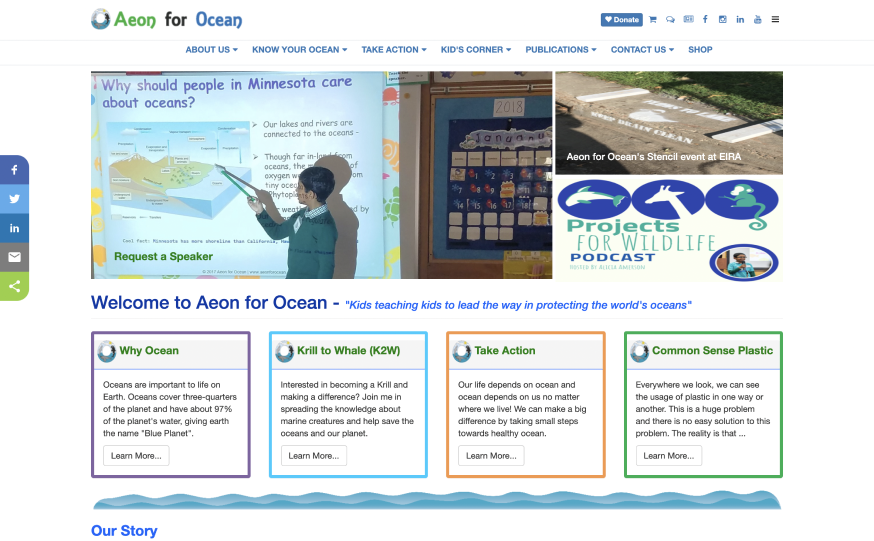 Aeon for Ocean
Donate
ABOUT US
KNOW YOUR OCEAN
TAKE ACTION
KID'S CORNER
PUBLICATIONS
CONTACT US
SHOP
Why should people in Minnesota care
about oceans?
Our lakes and rivers are
connected to the oceans -
Though far in-land from
oceans, the
oxygen we
tiny ocea
Phytopl
Cool fact: Minnesota has more shoreline than California,
Request a Speaker
© 2017 Aeon for Ocean
2018
January
Aeon for Ocean's Stencil event at EIRA
Projects
FOR WILDLIFE
PODCAST
HOSTED BY
Welcome to Aeon for Ocean - "Kids teaching kids to lead the way in protecting the world's oceans"
Why Ocean
Oceans are important to life on
Earth. Oceans cover three-quarters
of the planet and have about 97%
of the planet's water, giving earth
the name "Blue Planet".
Learn More...
Krill to Whale (K2W)
Interested in becoming a Krill and
making a difference? Join me in
spreading the knowledge about
marine creatures and help save the
oceans and our planet.
Learn More...
Take Action
Our life depends on ocean and
ocean depends on us no matter
where we live! We can make a big
difference by taking small steps
towards healthy ocean.
Learn More...
Common Sense Plastic
Everywhere we look, we can see
the usage of plastic in one way or
another. This is a huge problem
and there is no easy solution to this
problem. The reality is that ...
Learn More...
Our Story